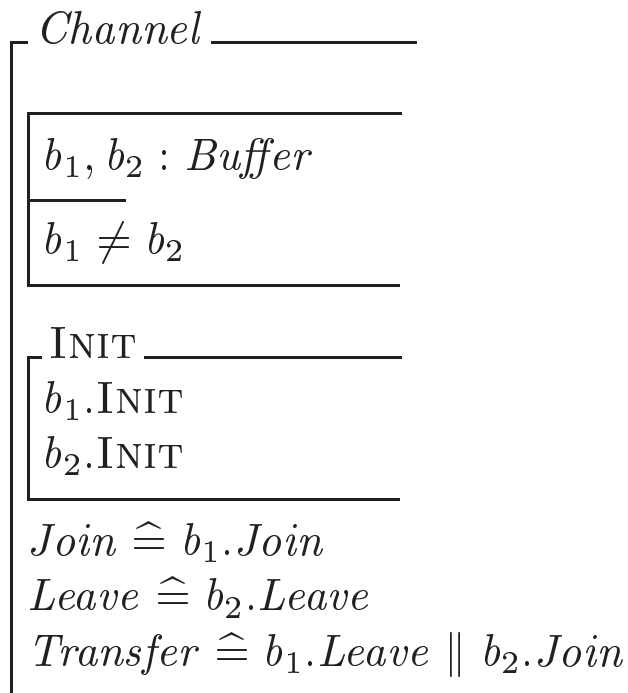 Channel
b₁, b₂ : Buffer
b₁ ≠ b₂
INIT
b₁.INIT
b₂.INIT
Join ≙ b₁.Join
Leave ≙ b₂.Leave
Transfer ≙ b₁.Leave ∥ b₂.Join